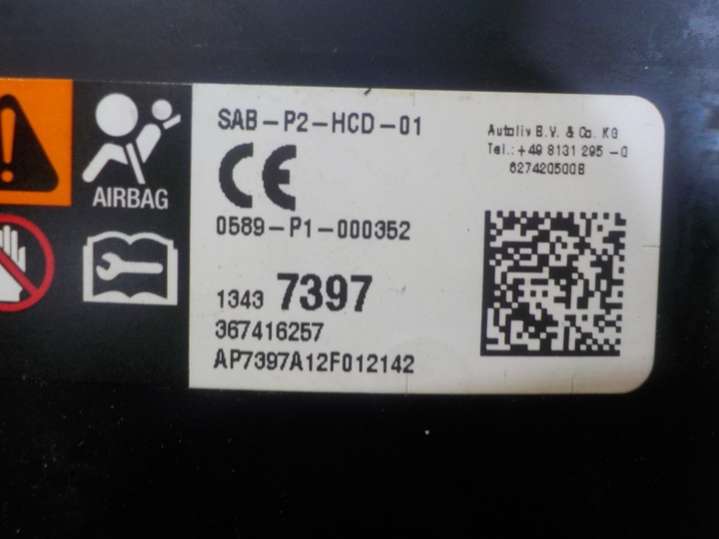 SAB-P2-HCD-01
Autoliv B.V. & Co. KG
Tel.: +49 8131 295-0
627420500B
CE
AIRBAG
0589-P1-000352
1343 7397
367416257
AP7397A12F012142